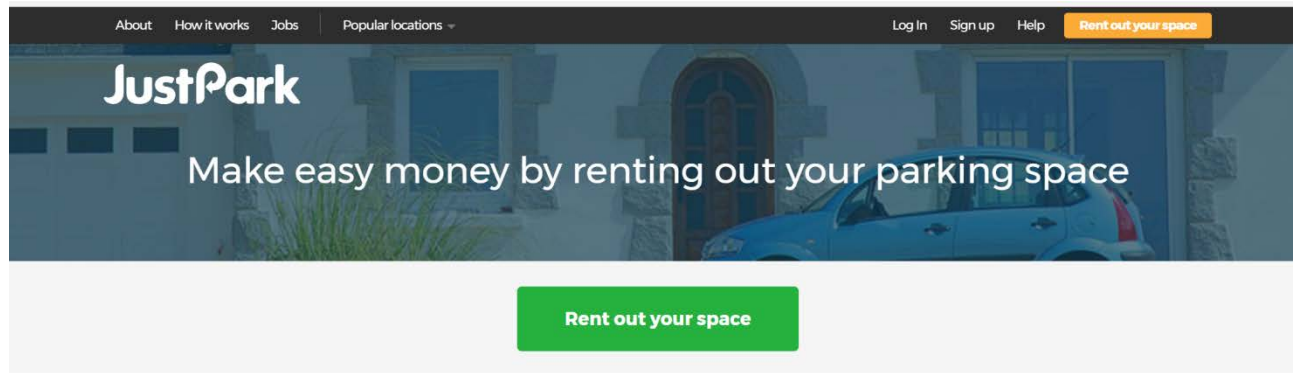 About How it works Jobs Popular locations Log In Sign up Help Rent out your space
JustPark
Make easy money by renting out your parking space
Rent out your space